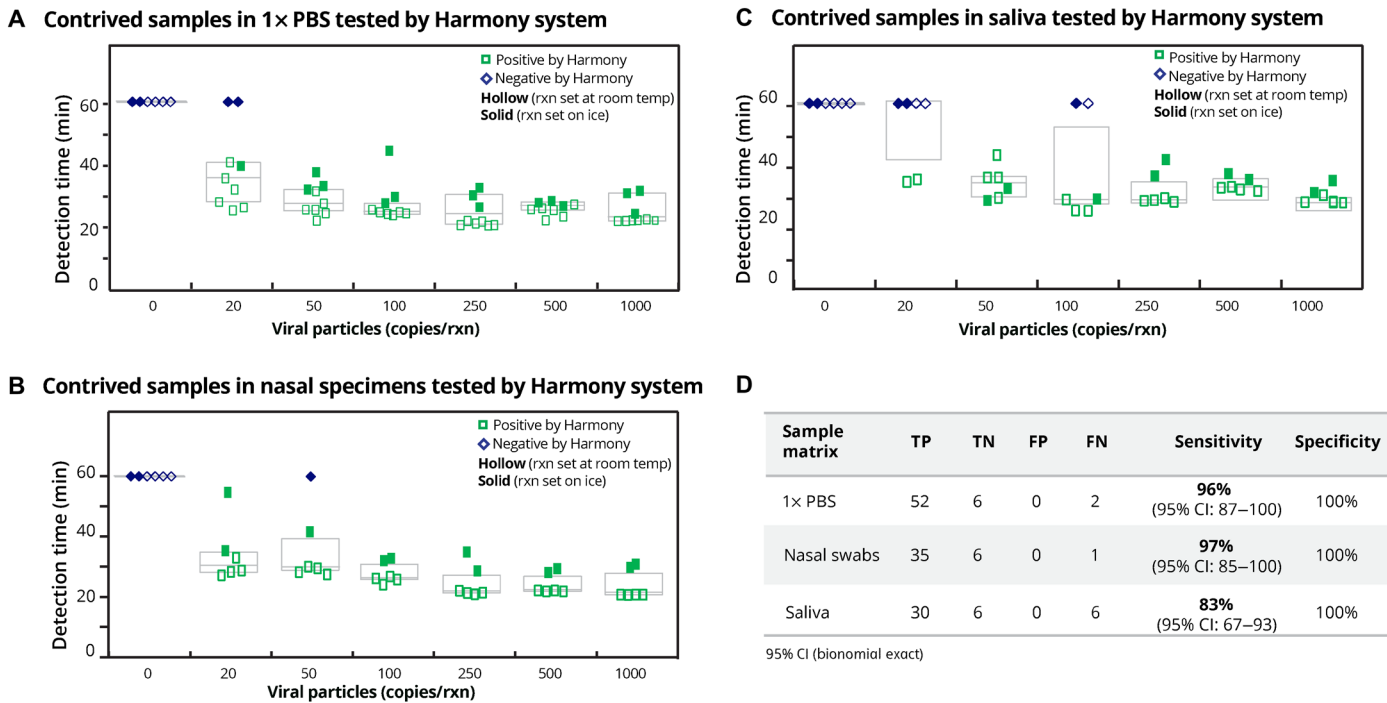 A Contrived samples in 1× PBS tested by Harmony system
Positive by Harmony
Negative by Harmony
Hollow (rxn set at room temp)
Solid (rxn set on ice)
Detection time (min)
60
40
20
0
0 20 50 100 250 500 1000
Viral particles (copies/rxn)
B Contrived samples in nasal specimens tested by Harmony system
Positive by Harmony
Negative by Harmony
Hollow (rxn set at room temp)
Solid (rxn set on ice)
Detection time (min)
60
40
20
0
0 20 50 100 250 500 1000
Viral particles (copies/rxn)
C Contrived samples in saliva tested by Harmony system
Positive by Harmony
Negative by Harmony
Hollow (rxn set at room temp)
Solid (rxn set on ice)
Detection time (min)
60
40
20
0
0 20 50 100 250 500 1000
Viral particles (copies/rxn)
D
Sample matrix TP TN FP FN Sensitivity Specificity
1× PBS 52 6 0 2 96% (95% CI: 87–100) 100%
Nasal swabs 35 6 0 1 97% (95% CI: 85–100) 100%
Saliva 30 6 0 6 83% (95% CI: 67–93) 100%
95% CI (bionomial exact)